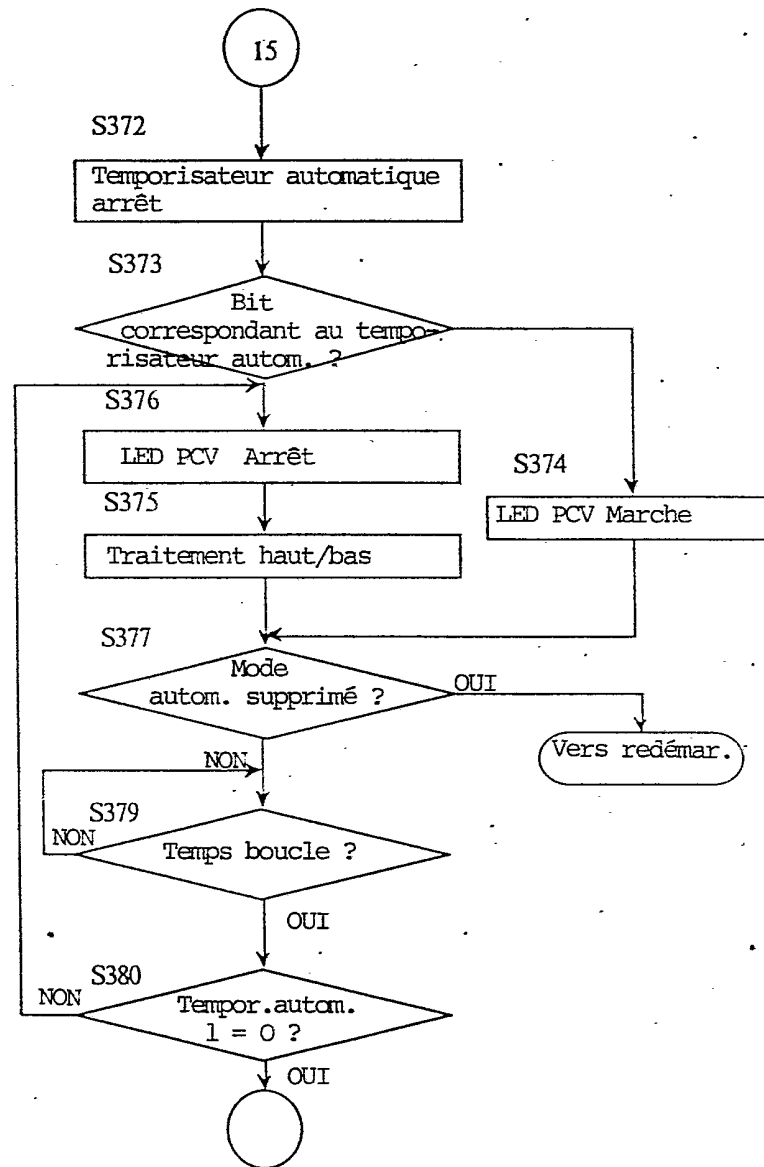 15
S372
Temporisateur automatique
arrêt
S373
Bit
correspondant au tempo-
risateur autom. ?
S376
LED PCV Arrêt
S374
LED PCV Marche
S375
Traitement haut/bas
S377
Mode
autom. supprimé ?
OUI
Vers redémar.
NON
S379
NON
Temps boucle ?
OUI
S380
NON
Tempor.autom.
1 = 0 ?
OUI